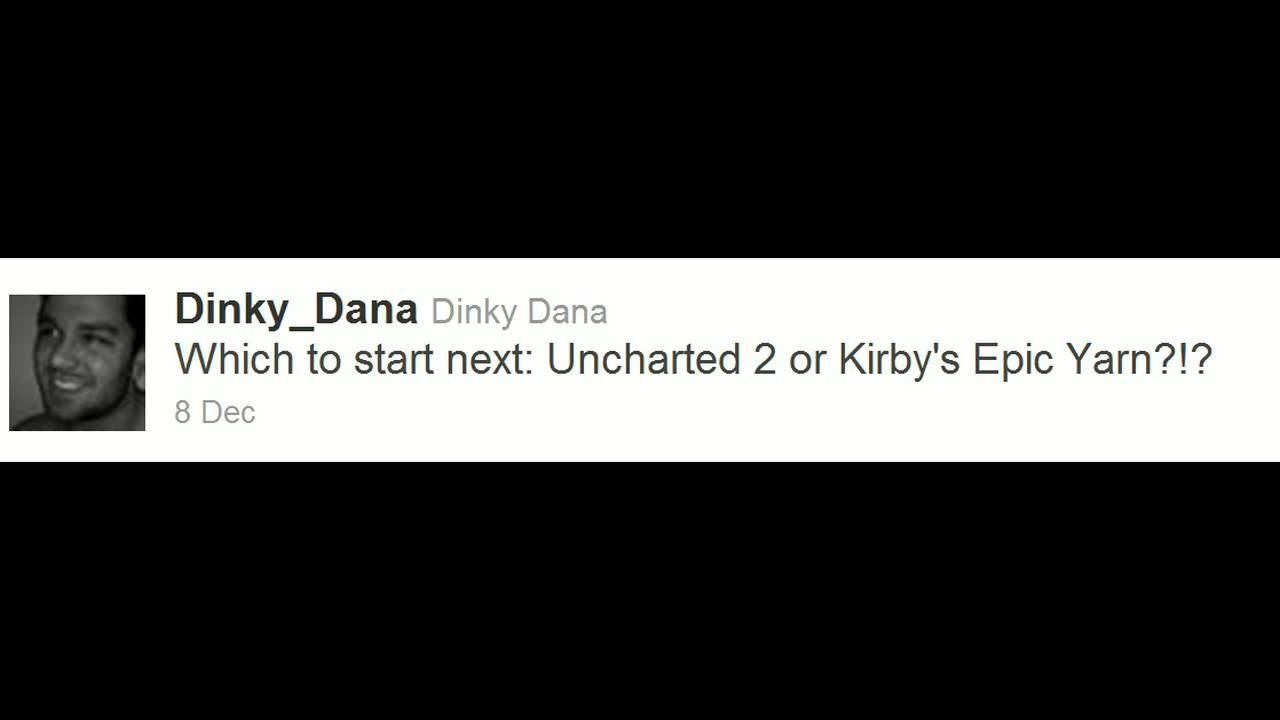 Dinky_Dana Dinky Dana
Which to start next: Uncharted 2 or Kirby's Epic Yarn?!?
8 Dec